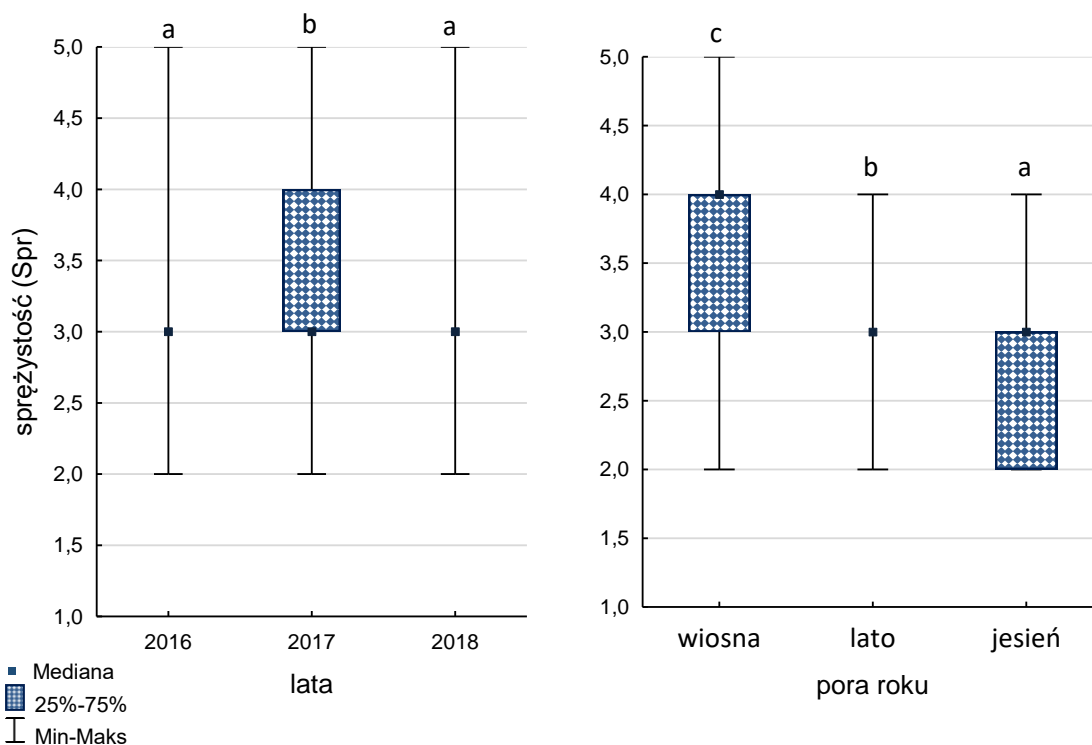 a b a
5,0
4,5
4,0
3,5
3,0
2,5
2,0
1,5
1,0
sprężystość (Spr)
2016 2017 2018
lata
Mediana
25%-75%
Min-Maks
c
b a
5,0
4,5
4,0
3,5
3,0
2,5
2,0
1,5
1,0
wiosna lato jesień
pora roku